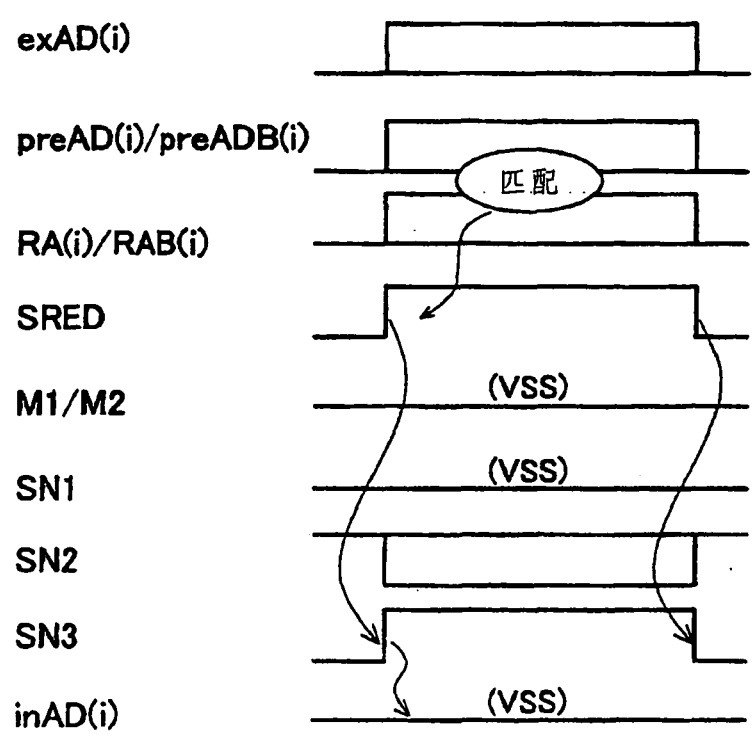 exAD(i)
preAD(i)/preADB(i)
匹配
RA(i)/RAB(i)
SRED
M1/M2
(VSS)
SN1
(VSS)
SN2
SN3
inAD(i)
(VSS)